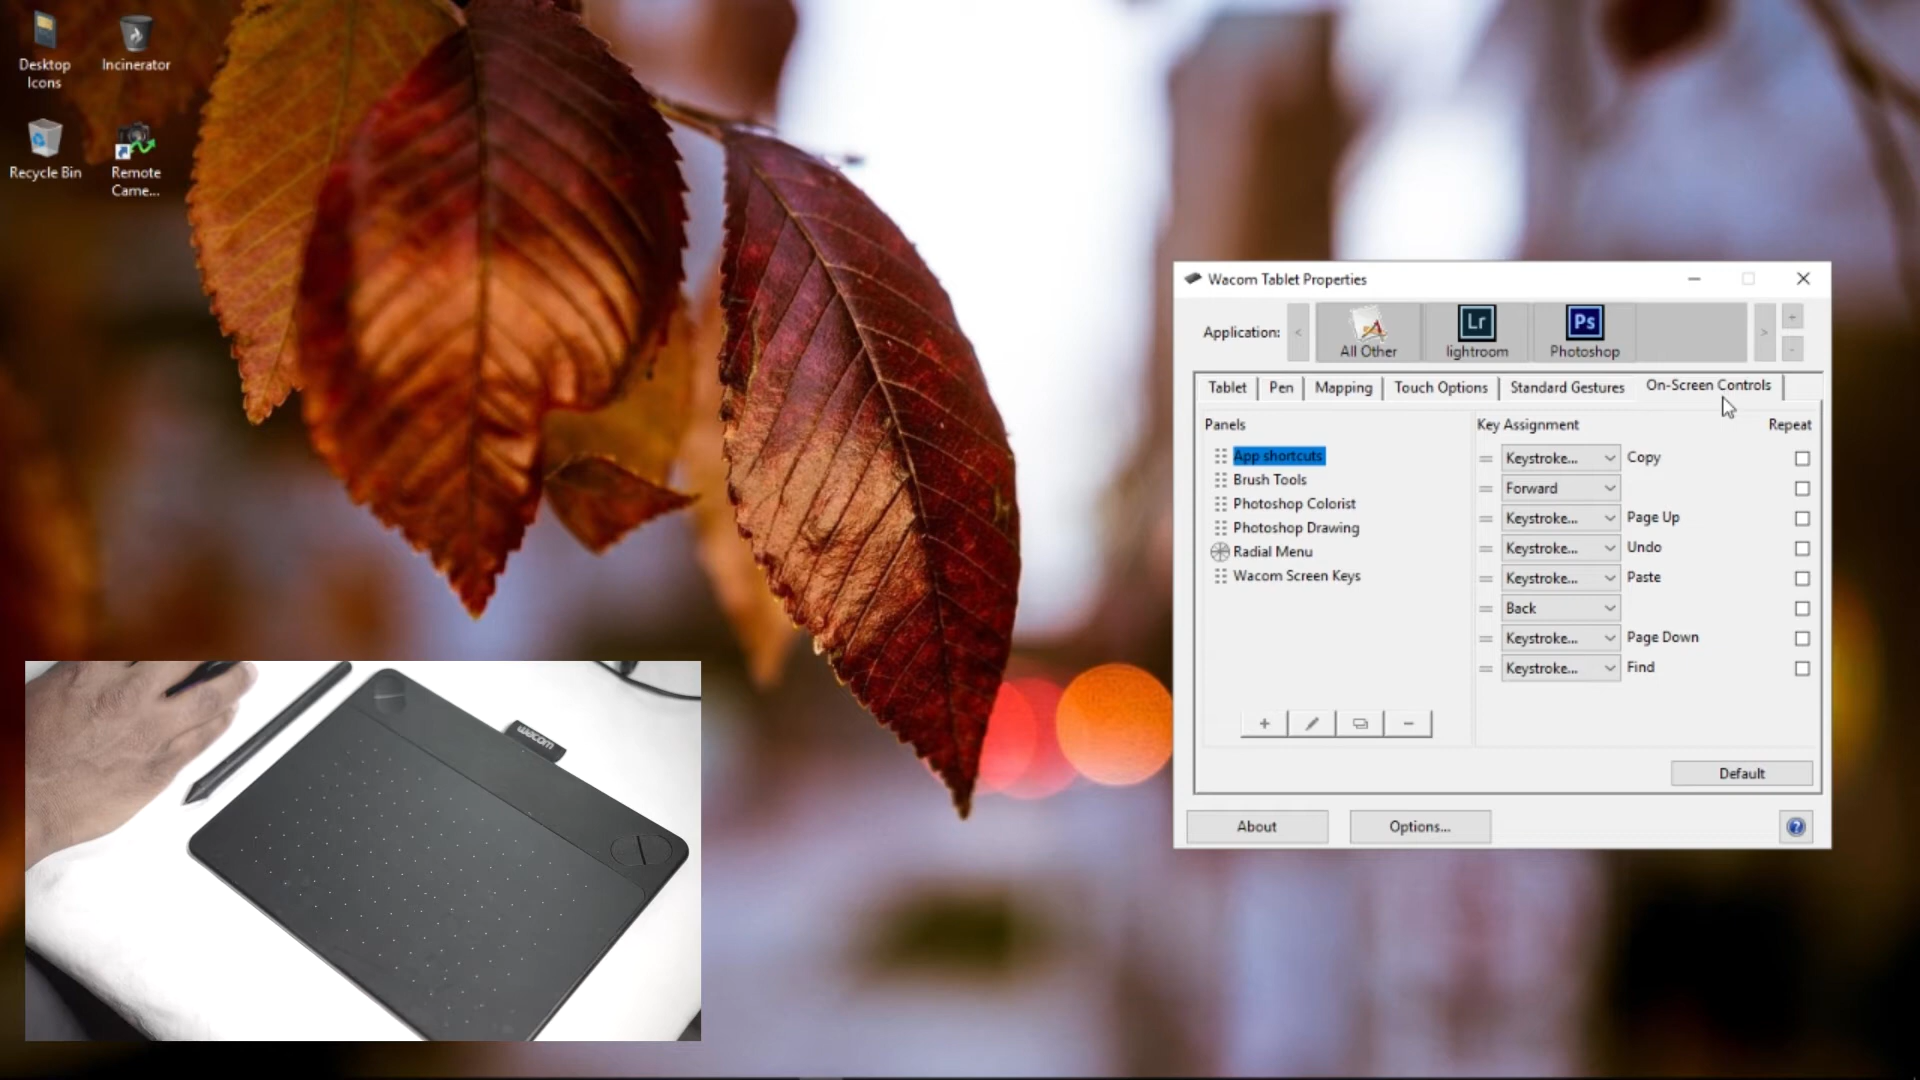 Desktop
Icons
Incinerator
Recycle Bin
Remote
Came...
Wacom Tablet Properties
Application:
<
All Other
Lr
lightroom
Ps
Photoshop
>
+
-
Tablet
Pen
Mapping
Touch Options
Standard Gestures
On-Screen Controls
Panels
App shortcuts
Brush Tools
Photoshop Colorist
Photoshop Drawing
Radial Menu
Wacom Screen Keys
Key Assignment
Repeat
Keystroke... Copy
Forward
Keystroke... Page Up
Keystroke... Undo
Keystroke... Paste
Back
Keystroke... Page Down
Keystroke... Find
+
−
Default
About
Options...
?
wacom